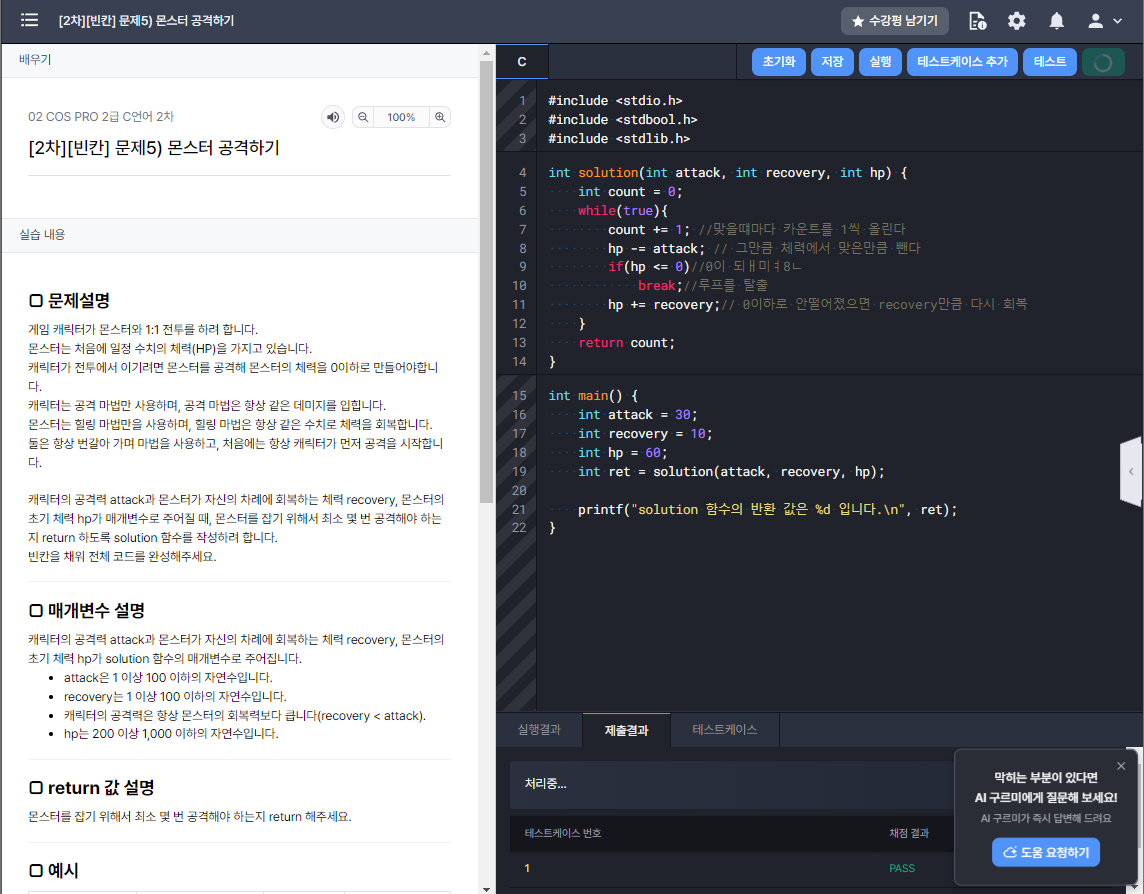 [2차][빈칸] 문제5) 몬스터 공격하기
★ 수강평 남기기
배우기
02 COS PRO 2급 C언어 2차
100%
[2차][빈칸] 문제5) 몬스터 공격하기
실습 내용
문제설명
게임 캐릭터가 몬스터와 1:1 전투를 하려 합니다.
몬스터는 처음에 일정 수치의 체력(HP)을 가지고 있습니다.
캐릭터가 전투에서 이기려면 몬스터를 공격해 몬스터의 체력을 0이하로 만들어야합니
다.
캐릭터는 공격 마법만 사용하며, 공격 마법은 항상 같은 데미지를 입힙니다.
몬스터는 힐링 마법만을 사용하며, 힐링 마법은 항상 같은 수치로 체력을 회복합니다.
둘은 항상 번갈아 가며 마법을 사용하고, 처음에는 항상 캐릭터가 먼저 공격을 시작합니
다.
캐릭터의 공격력 attack과 몬스터가 자신의 차례에 회복하는 체력 recovery, 몬스터의
초기 체력 hp가 매개변수로 주어질 때, 몬스터를 잡기 위해서 최소 몇 번 공격해야 하는
지 return 하도록 solution 함수를 작성하려 합니다.
빈칸을 채워 전체 코드를 완성해주세요.
매개변수 설명
캐릭터의 공격력 attack과 몬스터가 자신의 차례에 회복하는 체력 recovery, 몬스터의
초기 체력 hp가 solution 함수의 매개변수로 주어집니다.
• attack은 1 이상 100 이하의 자연수입니다.
• recovery는 1 이상 100 이하의 자연수입니다.
• 캐릭터의 공격력은 항상 몬스터의 회복력보다 큽니다(recovery < attack).
• hp는 200 이상 1,000 이하의 자연수입니다.
return 값 설명
몬스터를 잡기 위해서 최소 몇 번 공격해야 하는지 return 해주세요.
예시
C
초기화 저장 실행 테스트케이스 추가 테스트
1 #include <stdio.h>
2 #include <stdbool.h>
3 #include <stdlib.h>
4 int solution(int attack, int recovery, int hp) {
5     int count = 0;
6     while(true){
7         count += 1; //맞을때마다 카운트를 1씩 올린다
8         hp -= attack; // 그만큼 체력에서 맞은만큼 뺀다
9         if(hp <= 0)//0이 되ㅐ미ㅕ8ㄴ
10             break;//루프를 탈출
11         hp += recovery;// 0이하로 안떨어졌으면 recovery만큼 다시 회복
12     }
13     return count;
14 }
15 int main() {
16     int attack = 30;
17     int recovery = 10;
18     int hp = 60;
19     int ret = solution(attack, recovery, hp);
20
21     printf("solution 함수의 반환 값은 %d 입니다.\n", ret);
22 }
실행결과 제출결과 테스트케이스
처리중...
테스트케이스 번호 채점 결과
1 PASS
막히는 부분이 있다면
AI 구르미에게 질문해 보세요!
AI 구르미가 즉시 답변해 드려요
도움 요청하기